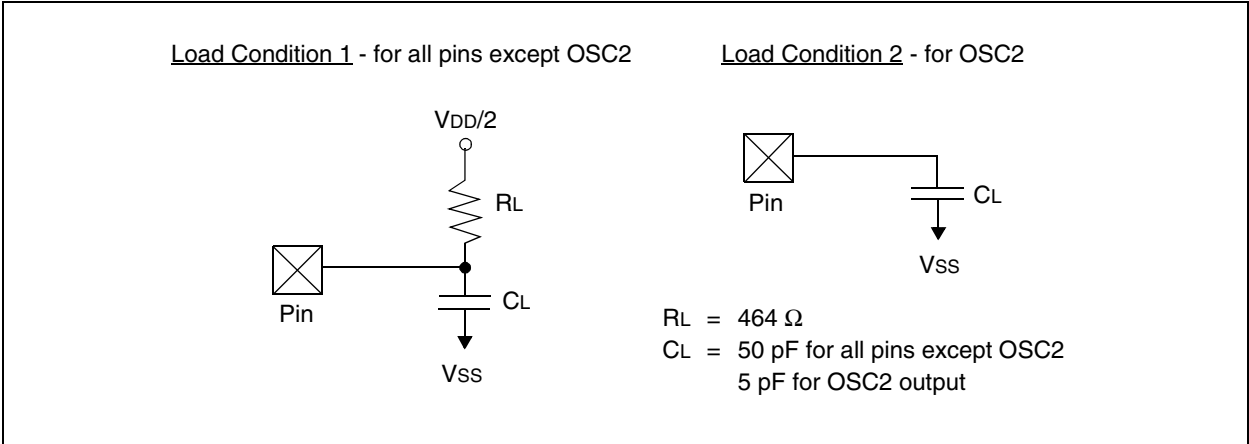 Load Condition 1 - for all pins except OSC2
Load Condition 2 - for OSC2
VDD/2
RL
Pin
CL
VSS
Pin
CL
VSS
RL = 464 Ω
CL = 50 pF for all pins except OSC2
5 pF for OSC2 output